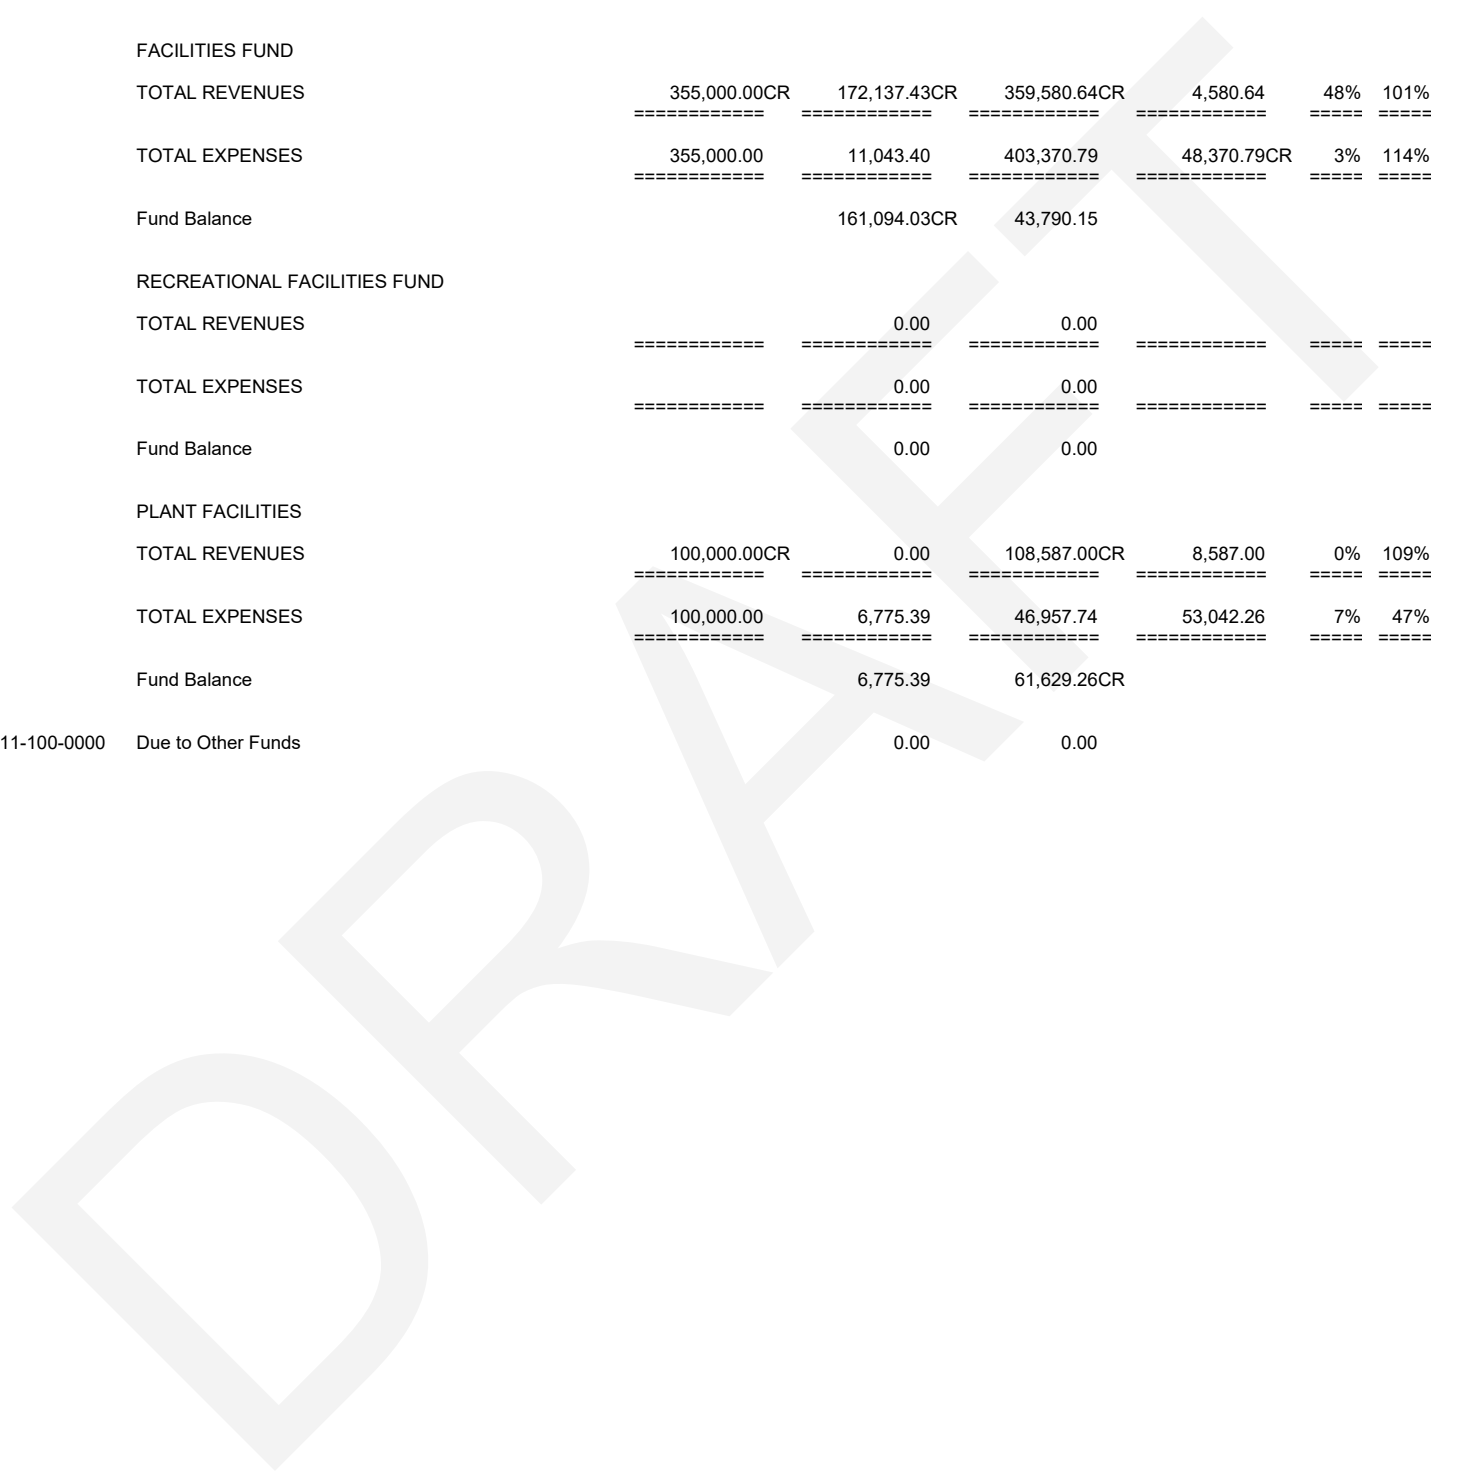 FACILITIES FUND
TOTAL REVENUES 355,000.00CR 172,137.43CR 359,580.64CR 4,580.64 48% 101%
============ ============ ============ ============ ===== =====
TOTAL EXPENSES 355,000.00 11,043.40 403,370.79 48,370.79CR 3% 114%
============ ============ ============ ============ ===== =====
Fund Balance 161,094.03CR 43,790.15
RECREATIONAL FACILITIES FUND
TOTAL REVENUES 0.00 0.00
============ ============ ============ ============ ===== =====
TOTAL EXPENSES 0.00 0.00
============ ============ ============ ============ ===== =====
Fund Balance 0.00 0.00
PLANT FACILITIES
TOTAL REVENUES 100,000.00CR 0.00 108,587.00CR 8,587.00 0% 109%
============ ============ ============ ============ ===== =====
TOTAL EXPENSES 100,000.00 6,775.39 46,957.74 53,042.26 7% 47%
============ ============ ============ ============ ===== =====
Fund Balance 6,775.39 61,629.26CR
11-100-0000 Due to Other Funds 0.00 0.00
DRAFT